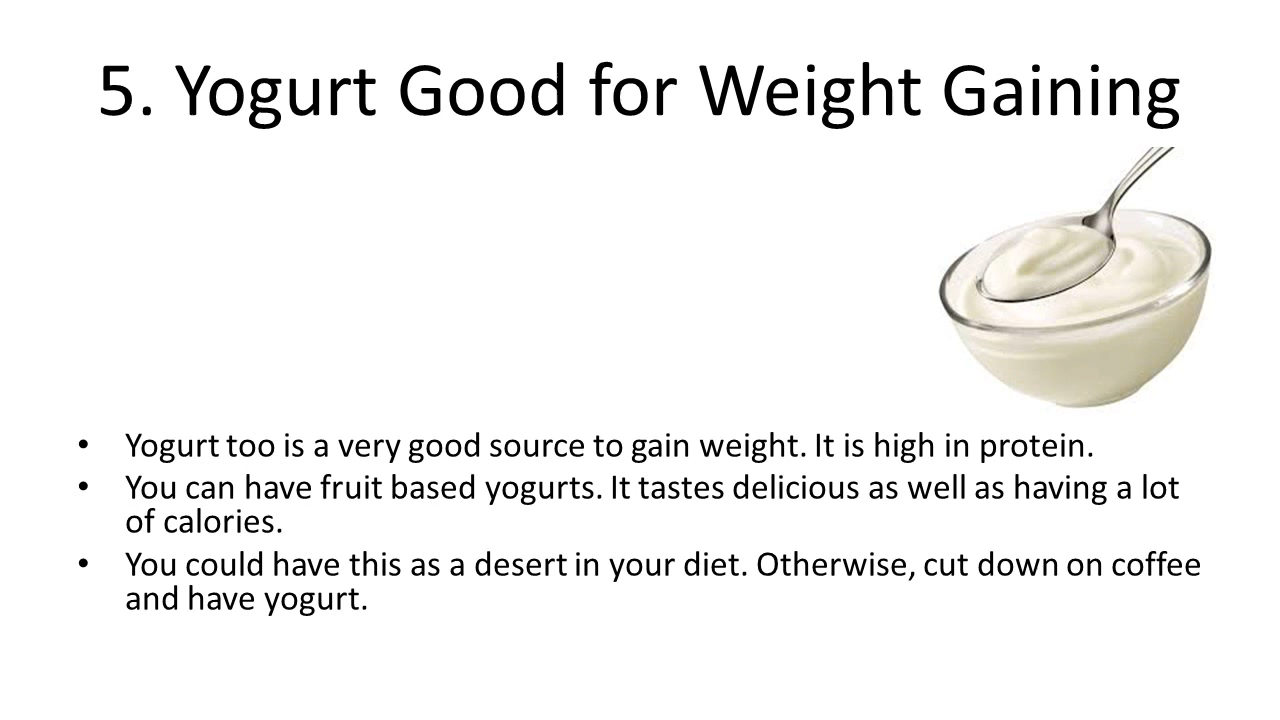 5. Yogurt Good for Weight Gaining
• Yogurt too is a very good source to gain weight. It is high in protein.
• You can have fruit based yogurts. It tastes delicious as well as having a lot
of calories.
• You could have this as a desert in your diet. Otherwise, cut down on coffee
and have yogurt.